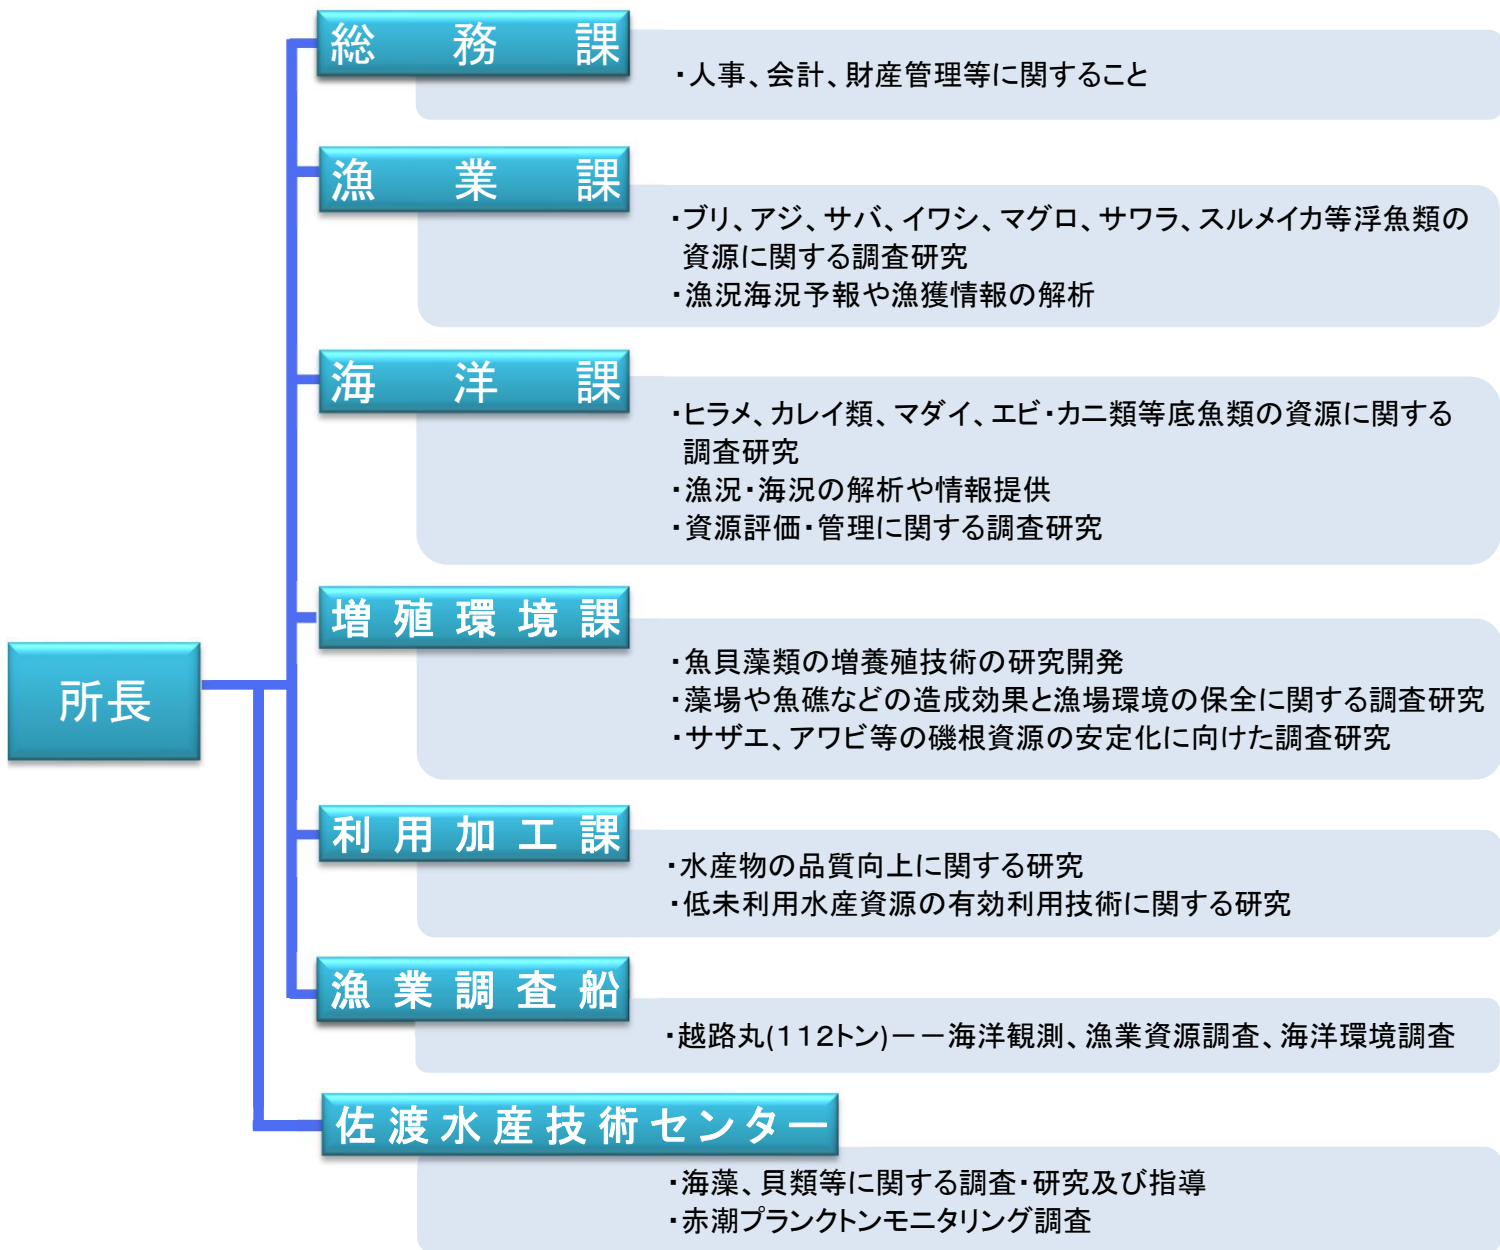 総務課
・人事、会計、財産管理等に関すること
漁業課
・ブリ、アジ、サバ、イワシ、マグロ、サワラ、スルメイカ等浮魚類の
資源に関する調査研究
・漁況海況予報や漁獲情報の解析
海洋課
・ヒラメ、カレイ類、マダイ、エビ・カニ類等底魚類の資源に関する
調査研究
・漁況・海況の解析や情報提供
・資源評価・管理に関する調査研究
増殖環境課
・魚貝藻類の増養殖技術の研究開発
・藻場や魚礁などの造成効果と漁場環境の保全に関する調査研究
・サザエ、アワビ等の磯根資源の安定化に向けた調査研究
所長
利用加工課
・水産物の品質向上に関する研究
・低未利用水産資源の有効利用技術に関する研究
漁業調査船
・越路丸(112トン)－－海洋観測、漁業資源調査、海洋環境調査
佐渡水産技術センター
・海藻、貝類等に関する調査・研究及び指導
・赤潮プランクトンモニタリング調査